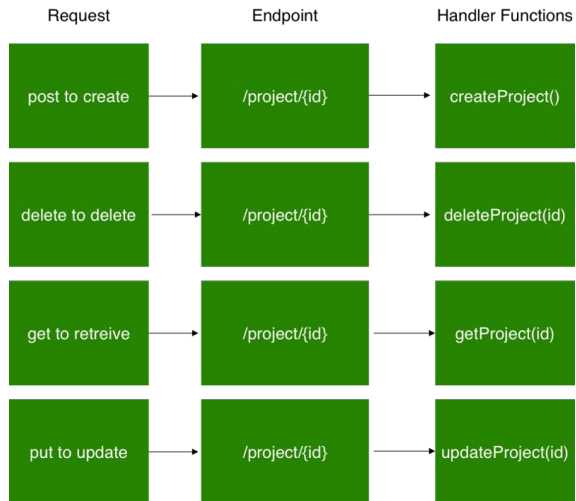 Request Endpoint Handler Functions
post to create /project/{id} createProject()
delete to delete /project/{id} deleteProject(id)
get to retreive /project/{id} getProject(id)
put to update /project/{id} updateProject(id)